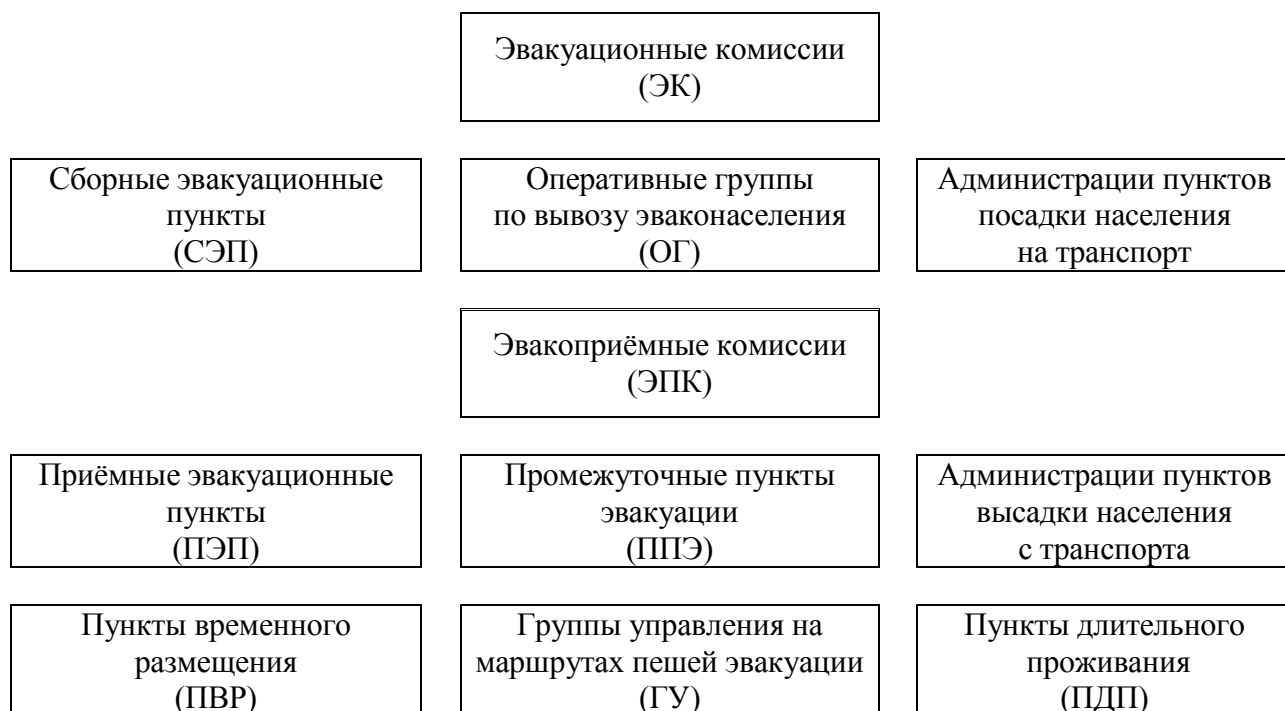 Эвакуационные комиссии
(ЭК)
Сборные эвакуационные
пункты
(СЭП)
Оперативные группы
по вывозу эваконаселения
(ОГ)
Администрации пунктов
посадки населения
на транспорт
Эвакоприёмные комиссии
(ЭПК)
Приёмные эвакуационные
пункты
(ПЭП)
Промежуточные пункты
эвакуации
(ППЭ)
Администрации пунктов
высадки населения
с транспорта
Пункты временного
размещения
(ПВР)
Группы управления на
маршрутах пешей эвакуации
(ГУ)
Пункты длительного
проживания
(ПДП)